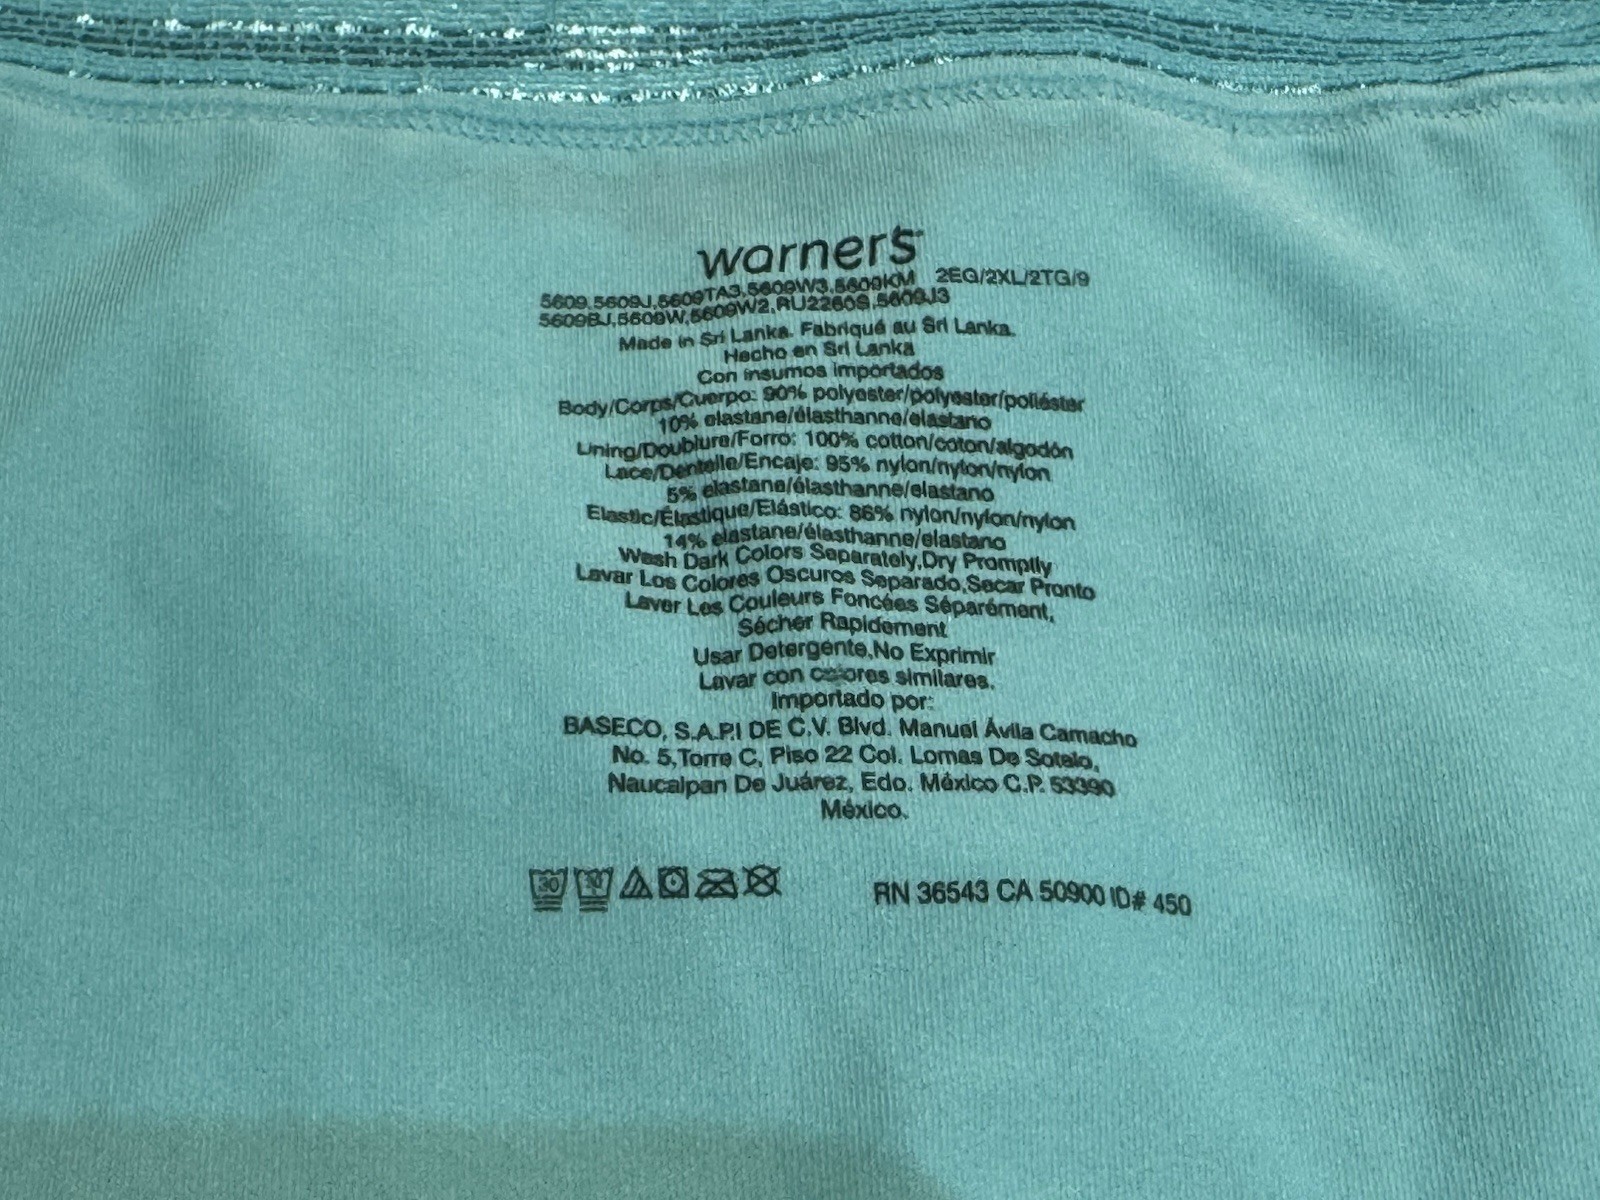 warner's
5609,5609J,5609TA3,5609W3,5609KM 2EG/2XL/2TG/9
5609BJ,5609W,5609W2,RU2260S,5609J3
Made in Sri Lanka. Fabriqué au Sri Lanka.
Hecho en Sri Lanka
Con insumos importados
Body/Corps/Cuerpo: 90% polyester/polyester/poliéster
10% elastane/élasthanne/elastano
Lining/Doublure/Forro: 100% cotton/coton/algodón
Lace/Dentelle/Encaje: 95% nylon/nylon/nylon
5% elastane/élasthanne/elastano
Elastic/Élastique/Elástico: 86% nylon/nylon/nylon
14% elastane/élasthanne/elastano
Wash Dark Colors Separately,Dry Promptly
Lavar Los Colores Oscuros Separado,Secar Pronto
Laver Les Couleurs Foncées Séparément,
Sécher Rapidement
Usar Detergente,No Exprimir
Lavar con colores similares.
Importado por:
BASECO, S.A.P.I DE C.V. Blvd. Manuel Ávila Camacho
No. 5,Torre C, Piso 22 Col. Lomas De Sotelo,
Naucalpan De Juárez, Edo. México C.P. 53390
México.
30 30 RN 36543 CA 50900 ID# 450